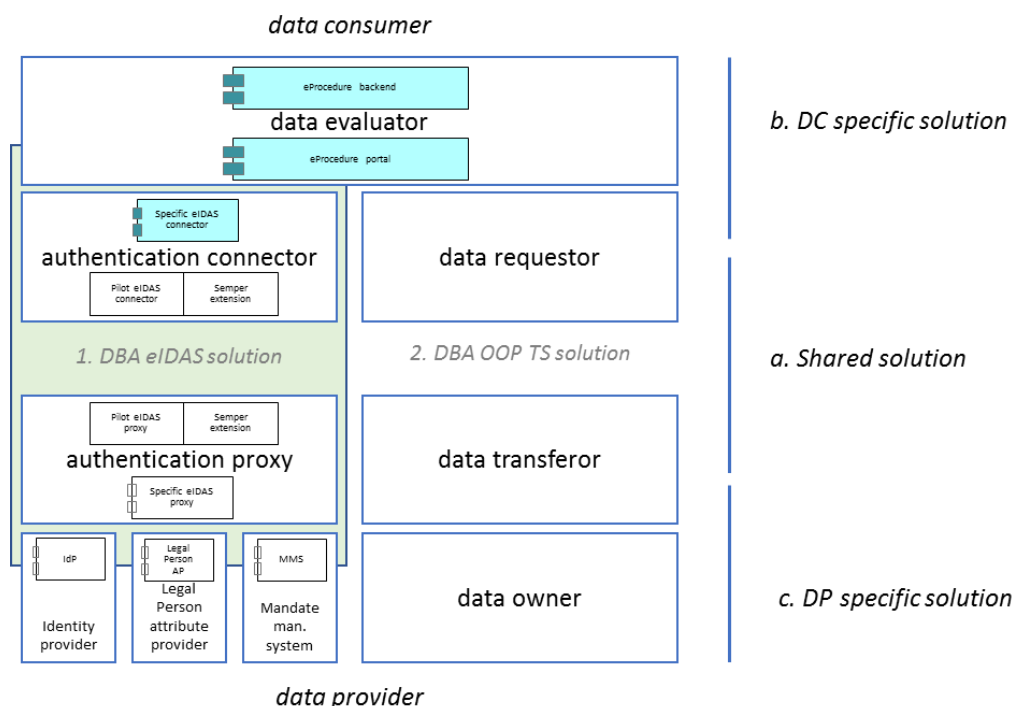 data consumer
eProcedure backend
data evaluator
eProcedure portal
b. DC specific solution
Specific eIDAS
connector
authentication connector
Pilot eIDAS
connector
Semper
extension
data requestor
1. DBA eIDAS solution
2. DBA OOP TS solution
a. Shared solution
Pilot eIDAS
proxy
Semper
extension
authentication proxy
Specific eIDAS
proxy
data transferor
IdP
Identity
provider
Legal
Person
AP
Legal
Person
attribute
provider
MMS
Mandate
man.
system
data owner
c. DP specific solution
data provider